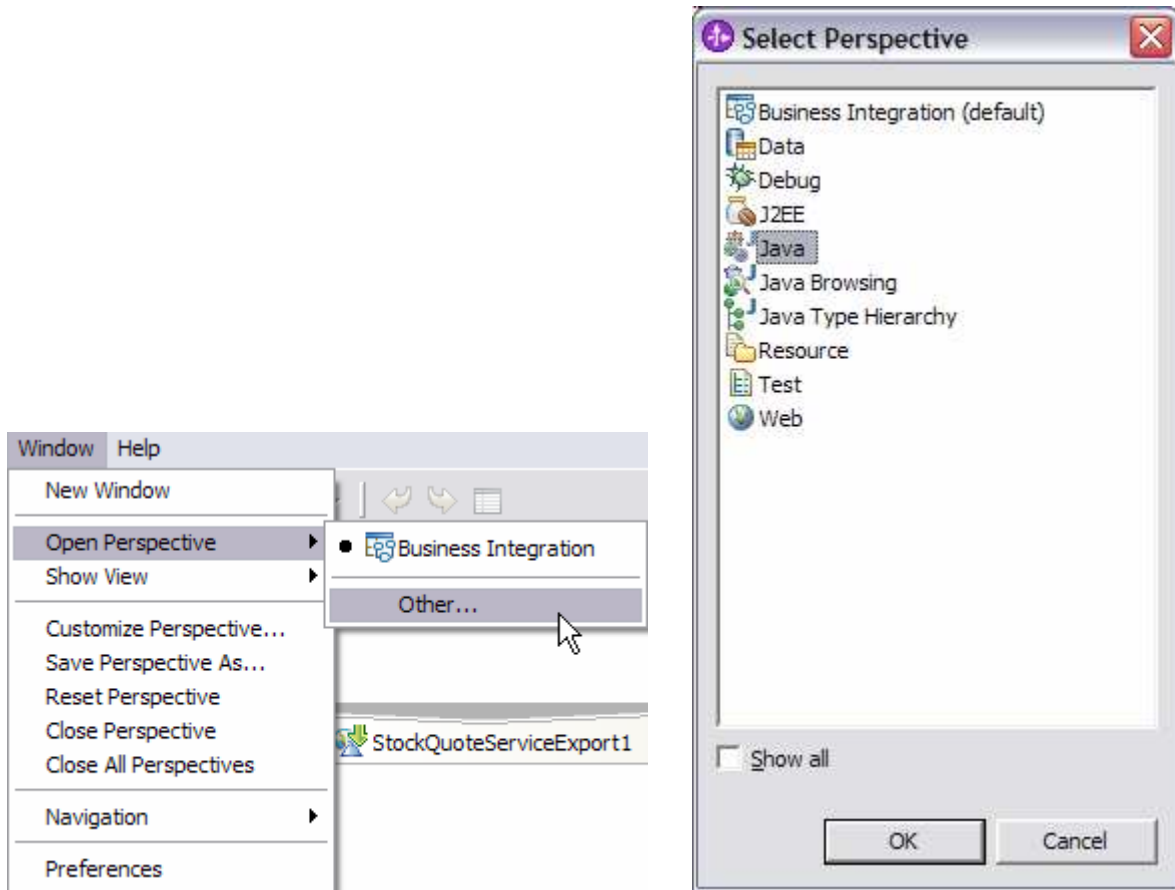 Window Help
New Window
Open Perspective
Show View
Customize Perspective...
Save Perspective As...
Reset Perspective
Close Perspective
Close All Perspectives
Navigation
Preferences
Business Integration
Other...
StockQuoteServiceExport1
Select Perspective
Business Integration (default)
Data
Debug
J2EE
Java
Java Browsing
Java Type Hierarchy
Resource
Test
Web
Show all
OK Cancel